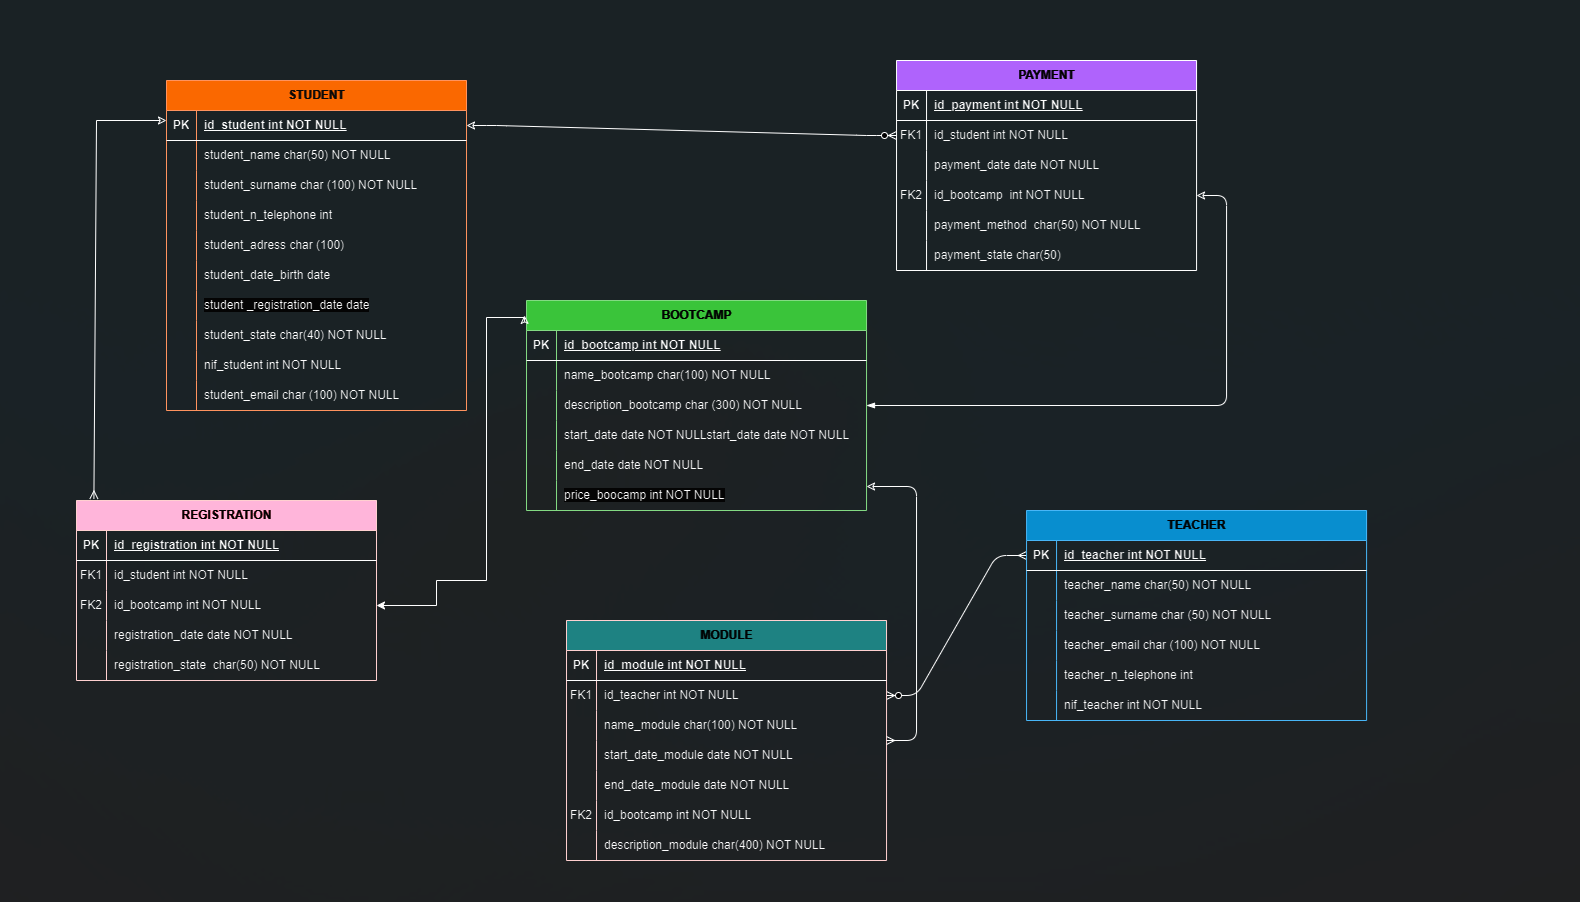 STUDENT
PK id_student int NOT NULL
student_name char(50) NOT NULL
student_surname char (100) NOT NULL
student_n_telephone int
student_adress char (100)
student_date_birth date
student _registration_date date
student_state char(40) NOT NULL
nif_student int NOT NULL
student_email char (100) NOT NULL
PAYMENT
PK id_payment int NOT NULL
FK1 id_student int NOT NULL
payment_date date NOT NULL
FK2 id_bootcamp  int NOT NULL
payment_method  char(50) NOT NULL
payment_state char(50)
BOOTCAMP
PK id_bootcamp int NOT NULL
name_bootcamp char(100) NOT NULL
description_bootcamp char (300) NOT NULL
start_date date NOT NULLstart_date date NOT NULL
end_date date NOT NULL
price_boocamp int NOT NULL
REGISTRATION
PK id_registration int NOT NULL
FK1 id_student int NOT NULL
FK2 id_bootcamp int NOT NULL
registration_date date NOT NULL
registration_state  char(50) NOT NULL
TEACHER
PK id_teacher int NOT NULL
teacher_name char(50) NOT NULL
teacher_surname char (50) NOT NULL
teacher_email char (100) NOT NULL
teacher_n_telephone int
nif_teacher int NOT NULL
MODULE
PK id_module int NOT NULL
FK1 id_teacher int NOT NULL
name_module char(100) NOT NULL
start_date_module date NOT NULL
end_date_module date NOT NULL
FK2 id_bootcamp int NOT NULL
description_module char(400) NOT NULL